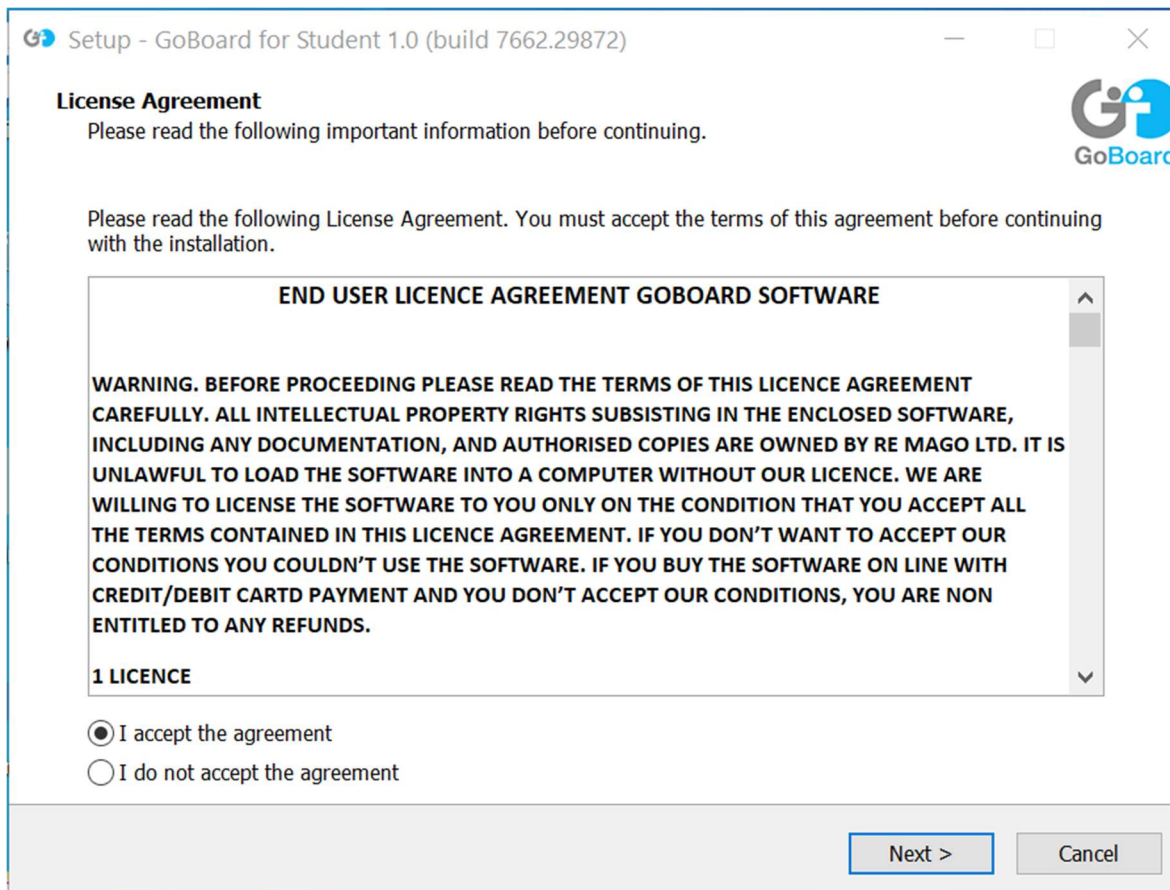 Setup - GoBoard for Student 1.0 (build 7662.29872)
License Agreement
Please read the following important information before continuing.
GoBoard
Please read the following License Agreement. You must accept the terms of this agreement before continuing
with the installation.
END USER LICENCE AGREEMENT GOBOARD SOFTWARE
WARNING. BEFORE PROCEEDING PLEASE READ THE TERMS OF THIS LICENCE AGREEMENT
CAREFULLY. ALL INTELLECTUAL PROPERTY RIGHTS SUBSISTING IN THE ENCLOSED SOFTWARE,
INCLUDING ANY DOCUMENTATION, AND AUTHORISED COPIES ARE OWNED BY RE MAGO LTD. IT IS
UNLAWFUL TO LOAD THE SOFTWARE INTO A COMPUTER WITHOUT OUR LICENCE. WE ARE
WILLING TO LICENSE THE SOFTWARE TO YOU ONLY ON THE CONDITION THAT YOU ACCEPT ALL
THE TERMS CONTAINED IN THIS LICENCE AGREEMENT. IF YOU DON'T WANT TO ACCEPT OUR
CONDITIONS YOU COULDN'T USE THE SOFTWARE. IF YOU BUY THE SOFTWARE ON LINE WITH
CREDIT/DEBIT CARTD PAYMENT AND YOU DON'T ACCEPT OUR CONDITIONS, YOU ARE NON
ENTITLED TO ANY REFUNDS.
1 LICENCE
I accept the agreement
I do not accept the agreement
Next >
Cancel